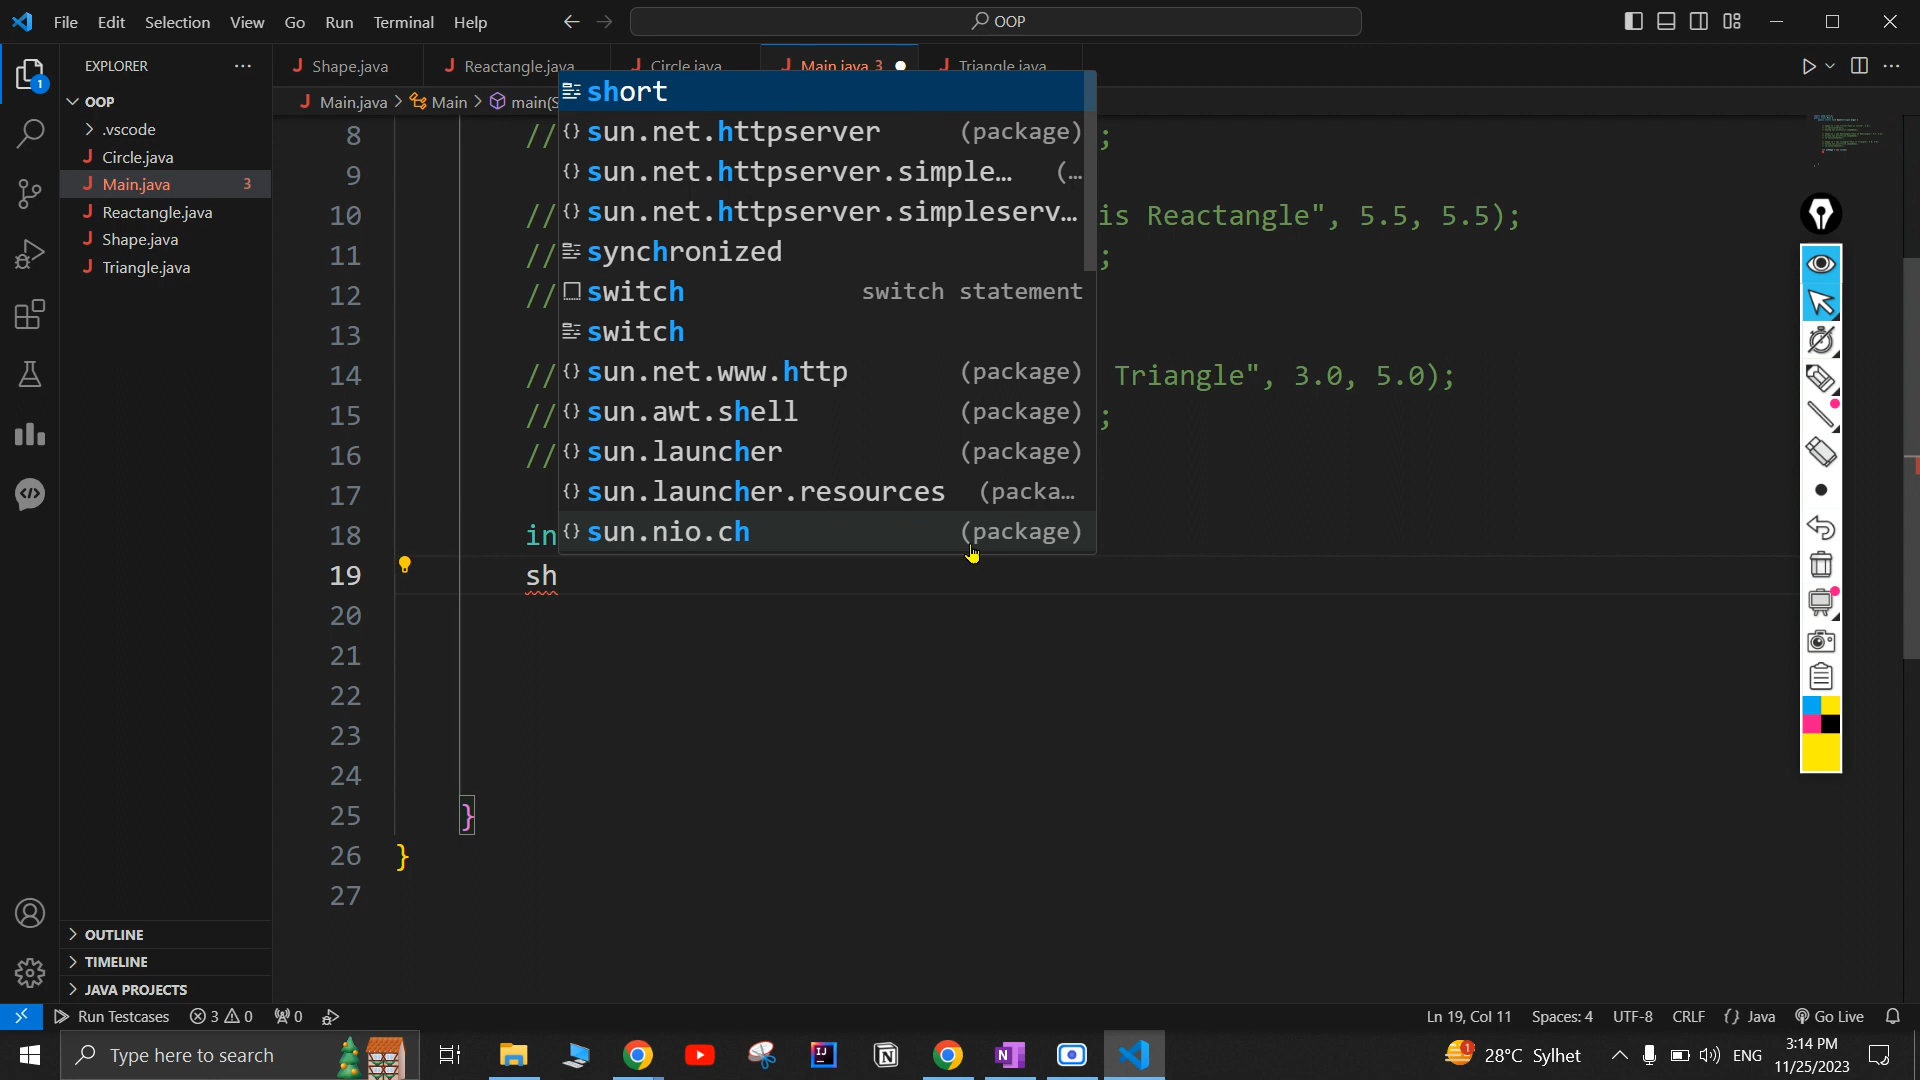 File Edit Selection View Go Run Terminal Help
OOP
EXPLORER
OOP
.vscode
Circle.java
Main.java 3
Reactangle.java
Shape.java
Triangle.java
OUTLINE
TIMELINE
JAVA PROJECTS
1
Shape.java Reactangle.java Circle.java Main.java 3 Triangle.java
Main.java > Main >
short
sun.net.httpserver (package)
sun.net.httpserver.simple... (...
sun.net.httpserver.simpleserv...
synchronized
switch switch statement
switch
sun.net.www.http (package)
sun.awt.shell (package)
sun.launcher (package)
sun.launcher.resources (packa...
sun.nio.ch (package)
8 // ;
9
10 // is Reactangle", 5.5, 5.5);
11 // ;
12 //
13
14 // Triangle", 3.0, 5.0);
15 // ;
16 //
17
18 in
19 sh
20
21
22
23
24
25 }
26 }
27
Run Testcases 3 0 0
Ln 19, Col 11 Spaces: 4 UTF-8 CRLF {} Java Go Live
Type here to search
28°C Sylhet ENG
3:14 PM
11/25/2023